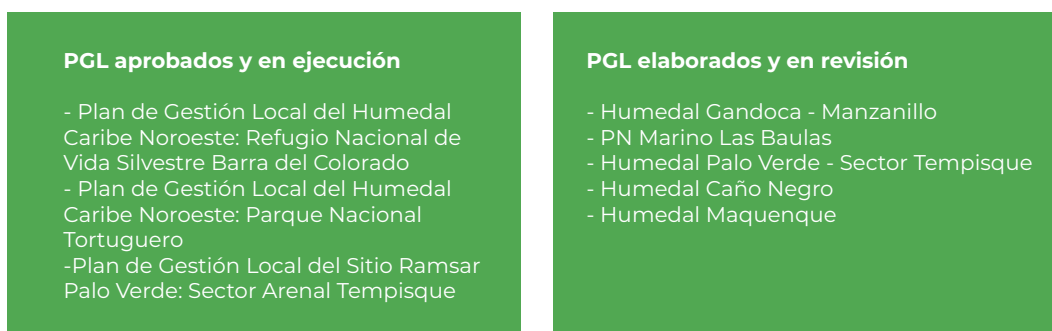 PGL aprobados y en ejecución
- Plan de Gestión Local del Humedal
Caribe Noroeste: Refugio Nacional de
Vida Silvestre Barra del Colorado
- Plan de Gestión Local del Humedal
Caribe Noroeste: Parque Nacional
Tortuguero
-Plan de Gestión Local del Sitio Ramsar
Palo Verde: Sector Arenal Tempisque
PGL elaborados y en revisión
- Humedal Gandoca - Manzanillo
- PN Marino Las Baulas
- Humedal Palo Verde - Sector Tempisque
- Humedal Caño Negro
- Humedal Maquenque